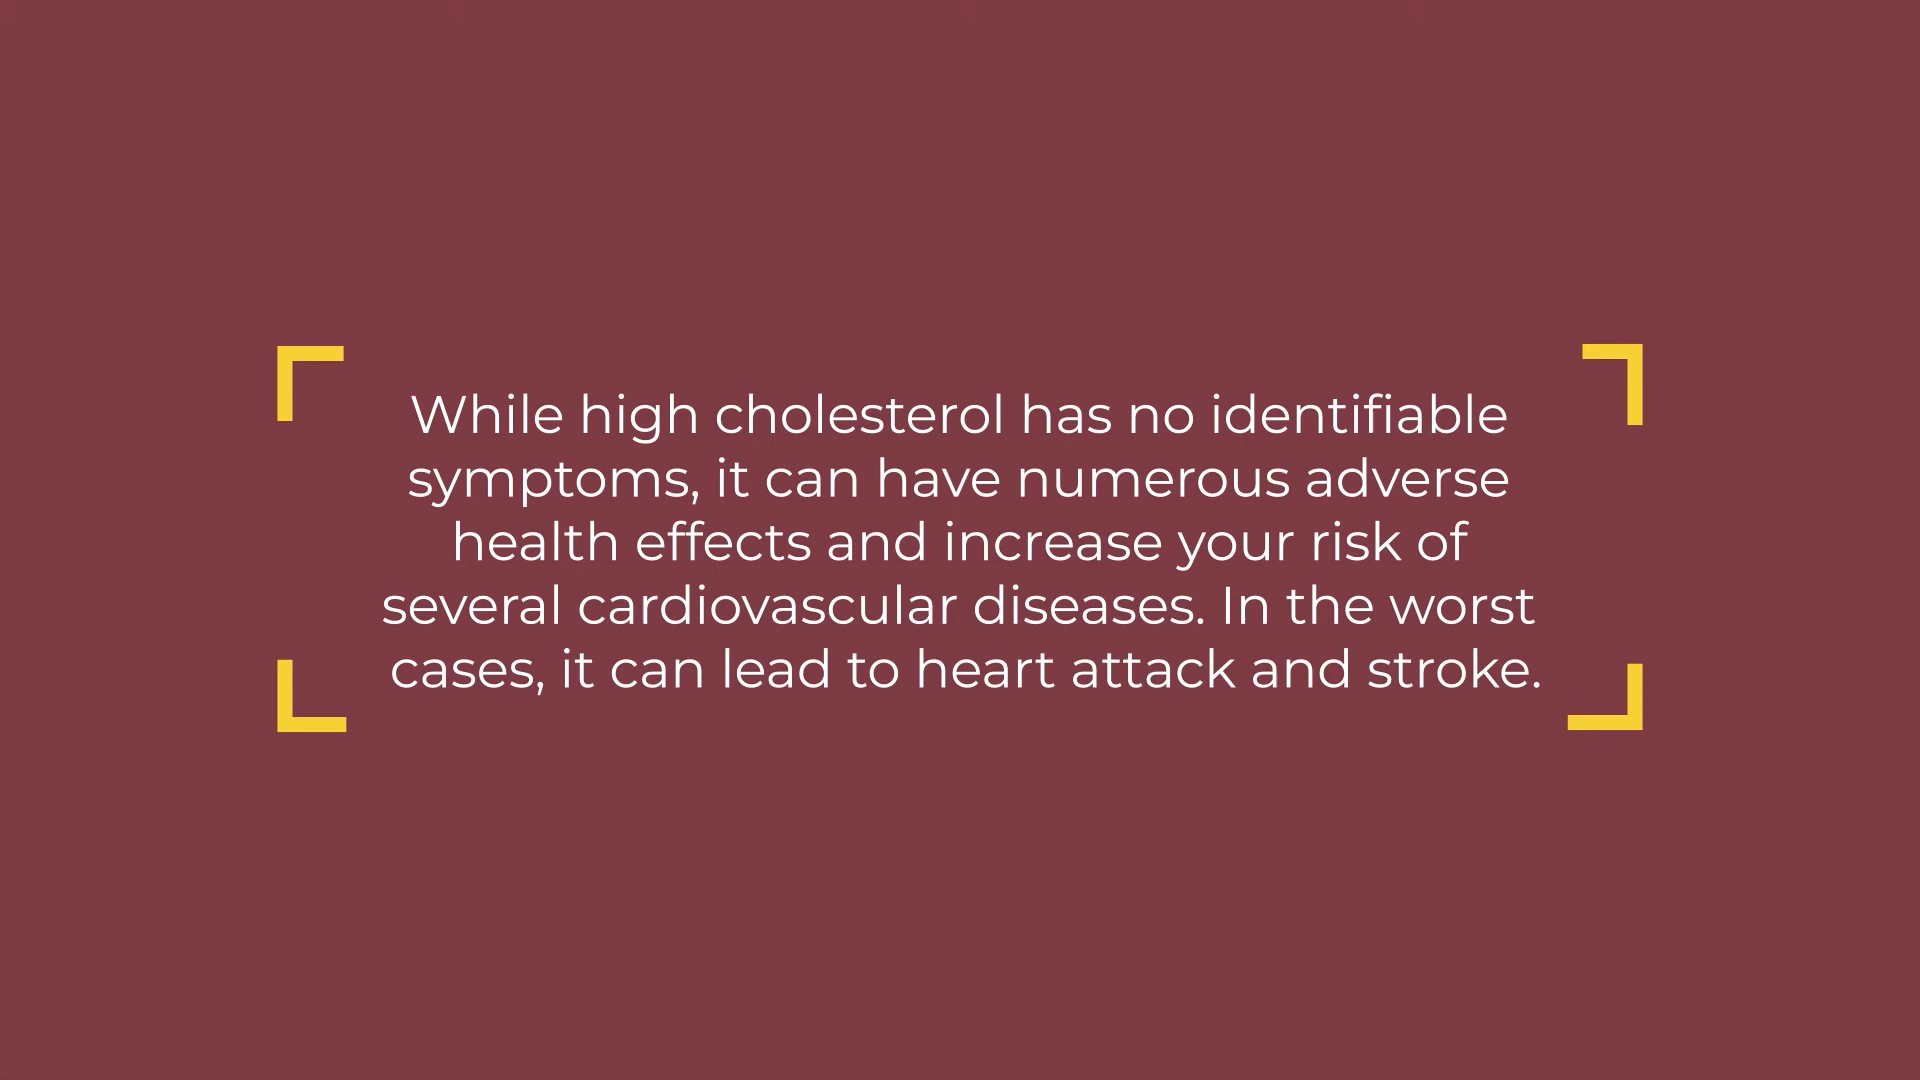 While high cholesterol has no identifiable
symptoms, it can have numerous adverse
health effects and increase your risk of
several cardiovascular diseases. In the worst
cases, it can lead to heart attack and stroke.